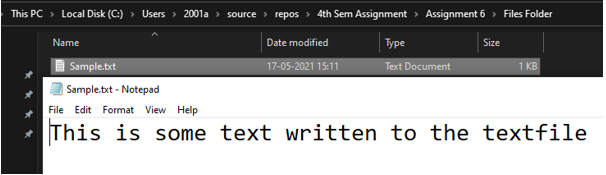 This PC > Local Disk (C:) > Users > 2001a > source > repos > 4th Sem Assignment > Assignment 6 > Files Folder
Name Date modified Type Size
Sample.txt 17-05-2021 15:11 Text Document 1 KB
Sample.txt - Notepad
File Edit Format View Help
This is some text written to the textfile